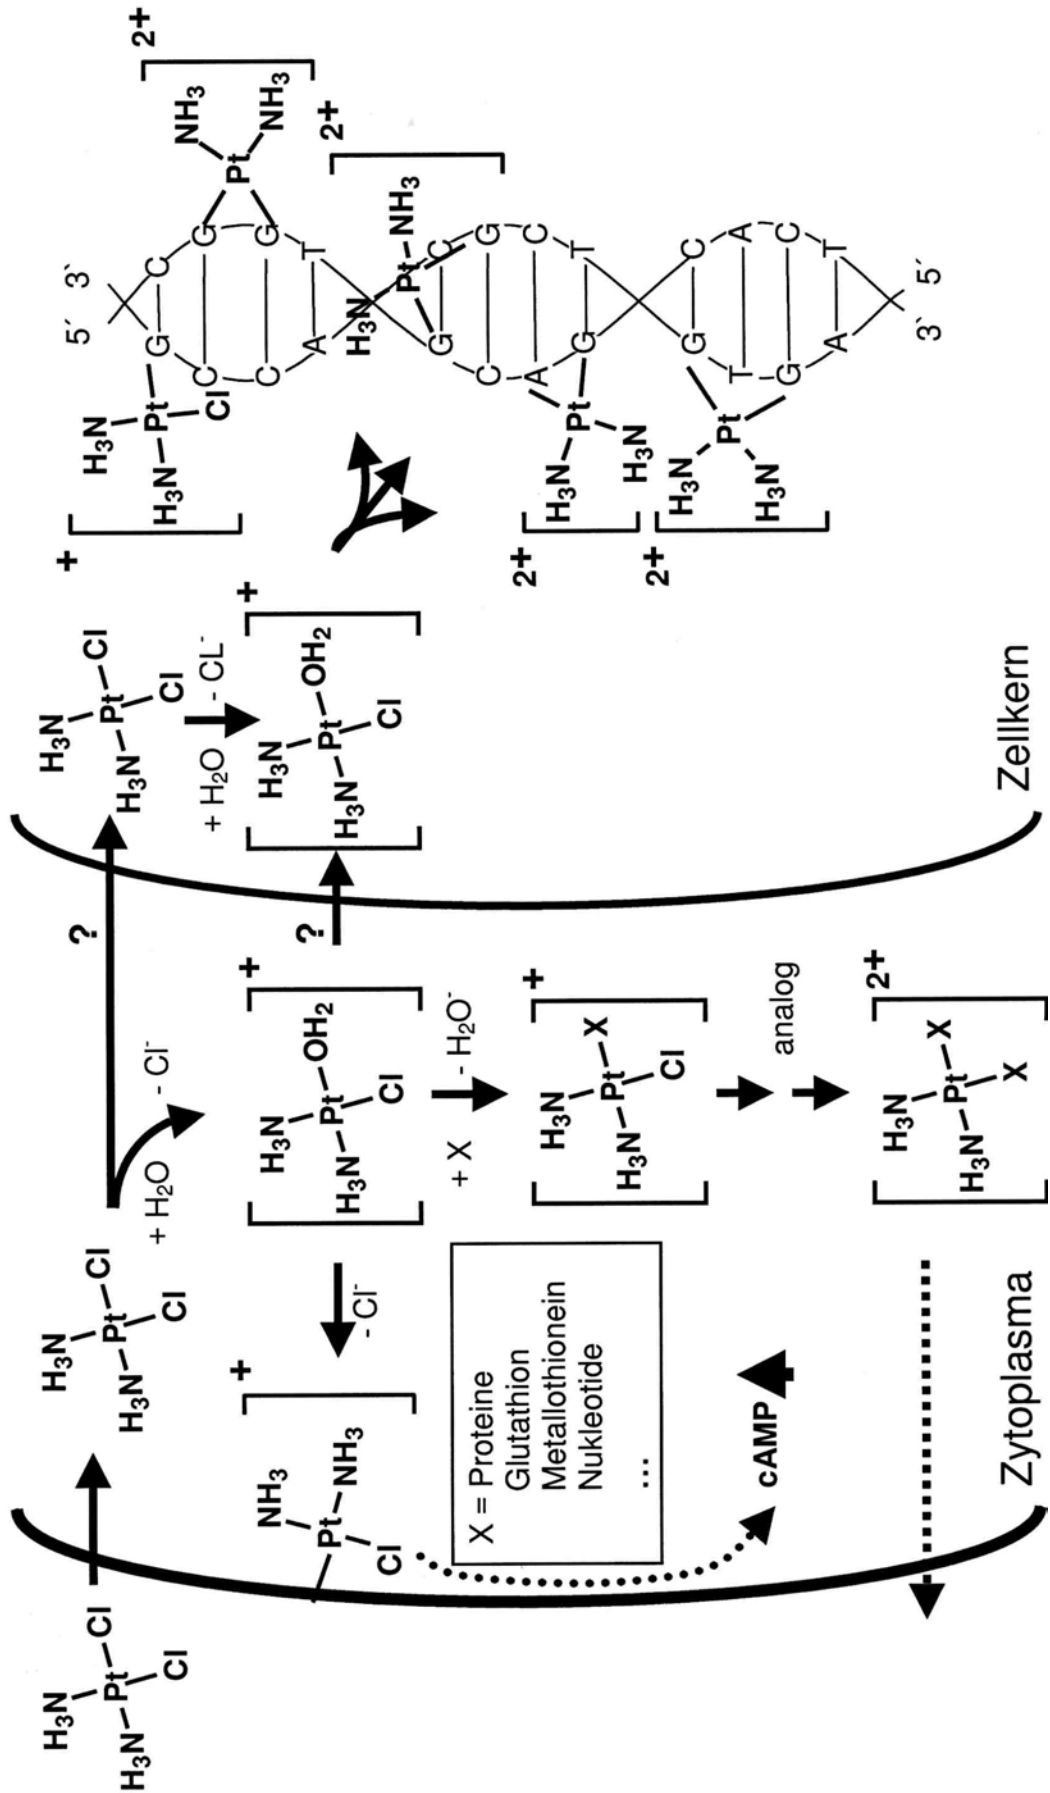 H3N
H3N
Pt
Cl
Cl
H3N
H3N
Pt
Cl
Cl
+ H2O
- Cl-
?
H3N
H3N
Pt
Cl
Cl
+ H2O
- CL-
+
NH3
Pt
NH3
Cl
- Cl-
+
H3N
H3N
Pt
OH2
Cl
?
+
H3N
H3N
Pt
OH2
Cl
+ X
- H2O-
+
H3N
H3N
Pt
X
Cl
analog
2+
H3N
H3N
Pt
X
X
X = Proteine
Glutathion
Metallothionein
Nukleotide
...
cAMP
Zytoplasma
Zellkern
+
H3N
H3N
Pt
Cl
5´ 3`
G C
C G
C G
A T
G C
C G
A C
G T
G C
T A
G C
A T
3` 5´
2+
NH3
Pt
NH3
2+
H3N
Pt
NH3
2+
H3N
Pt
H3N
2+
H3N
Pt
H3N